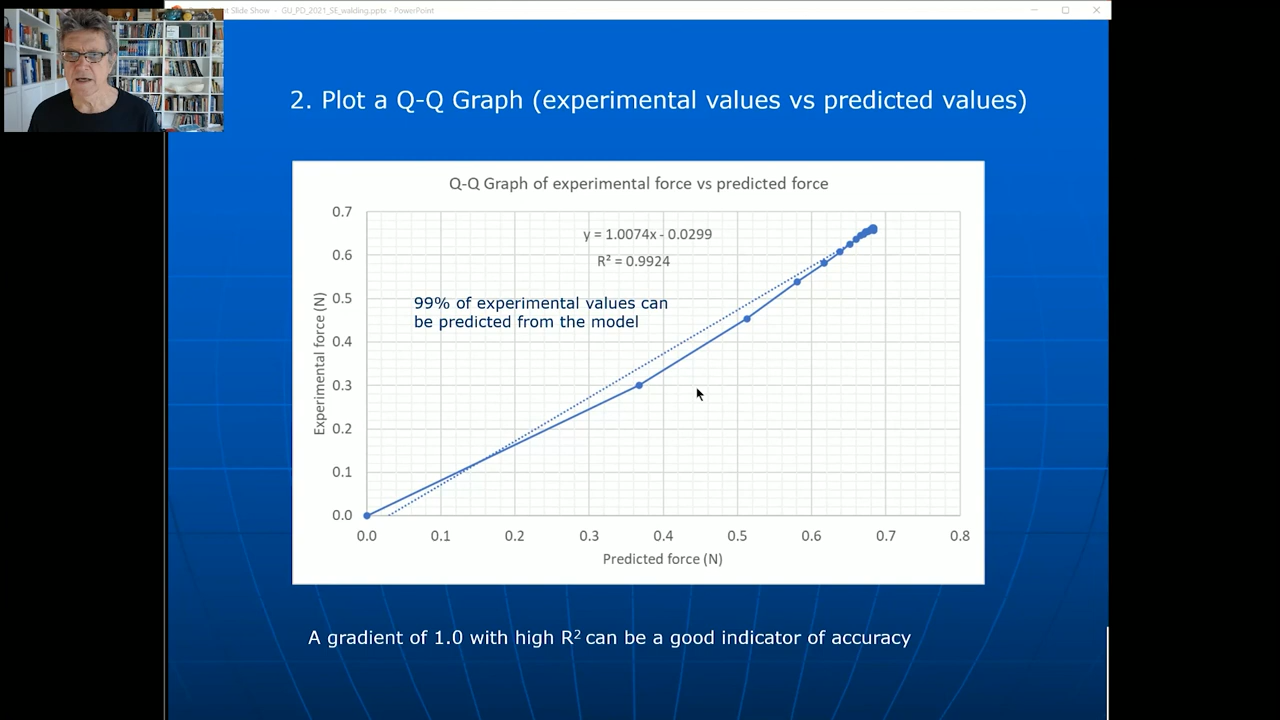 Slide Show - GU_PD_2021_SE_walding.pptx - PowerPoint
2. Plot a Q-Q Graph (experimental values vs predicted values)
Q-Q Graph of experimental force vs predicted force
y = 1.0074x - 0.0299
R² = 0.9924
99% of experimental values can
be predicted from the model
Experimental force (N)
0.7
0.6
0.5
0.4
0.3
0.2
0.1
0.0
0.0 0.1 0.2 0.3 0.4 0.5 0.6 0.7 0.8
Predicted force (N)
A gradient of 1.0 with high R² can be a good indicator of accuracy